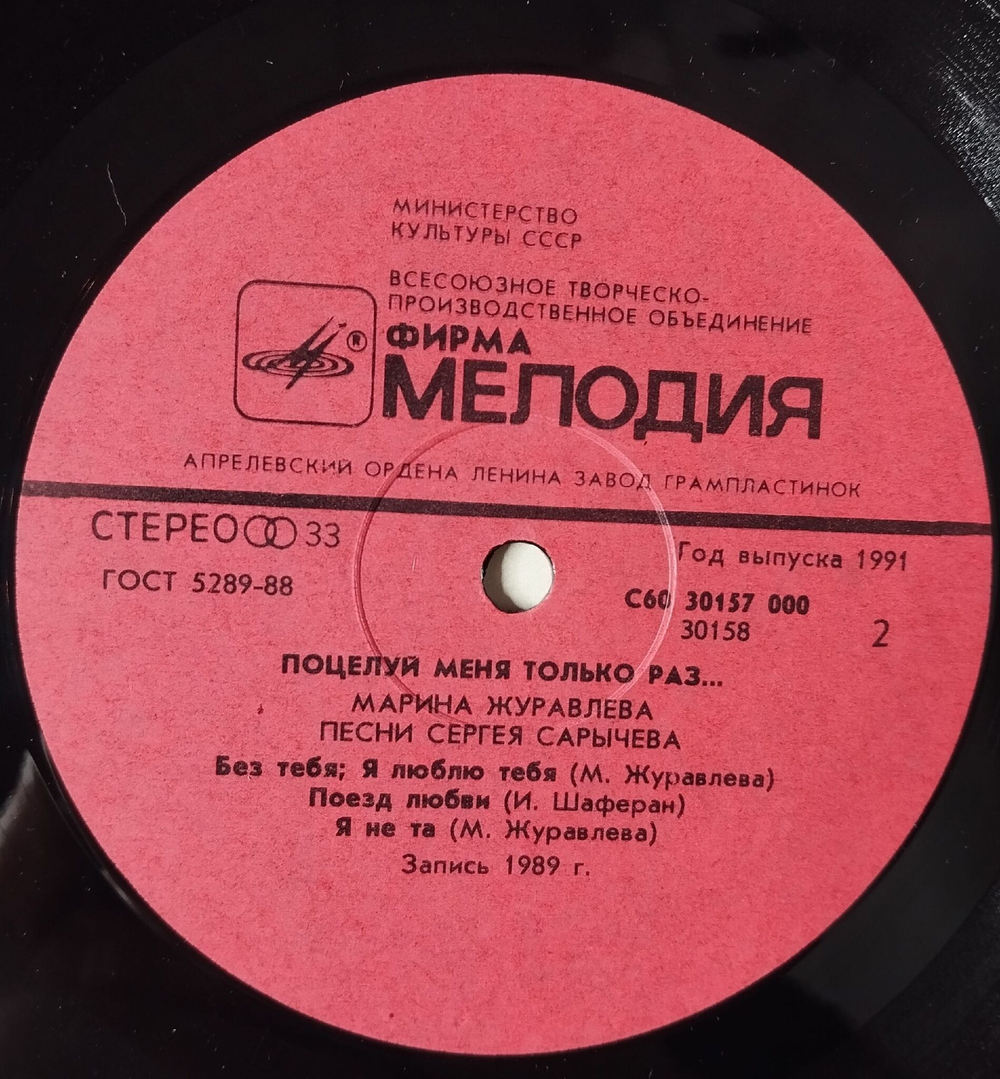 МИНИСТЕРСТВО
КУЛЬТУРЫ СССР
ВСЕСОЮЗНОЕ ТВОРЧЕСКО-
ПРОИЗВОДСТВЕННОЕ ОБЪЕДИНЕНИЕ
ФИРМА
®
МЕЛОДИЯ
АПРЕЛЕВСКИЙ ОРДЕНА ЛЕНИНА ЗАВОД ГРАМПЛАСТИНОК
СТЕРЕО 33
Год выпуска 1991
ГОСТ 5289-88
С60 30157 000
30158
2
ПОЦЕЛУЙ МЕНЯ ТОЛЬКО РАЗ...
МАРИНА ЖУРАВЛЕВА
ПЕСНИ СЕРГЕЯ САРЫЧЕВА
Без тебя; Я люблю тебя (М. Журавлева)
Поезд любви (И. Шаферан)
Я не та (М. Журавлева)
Запись 1989 г.